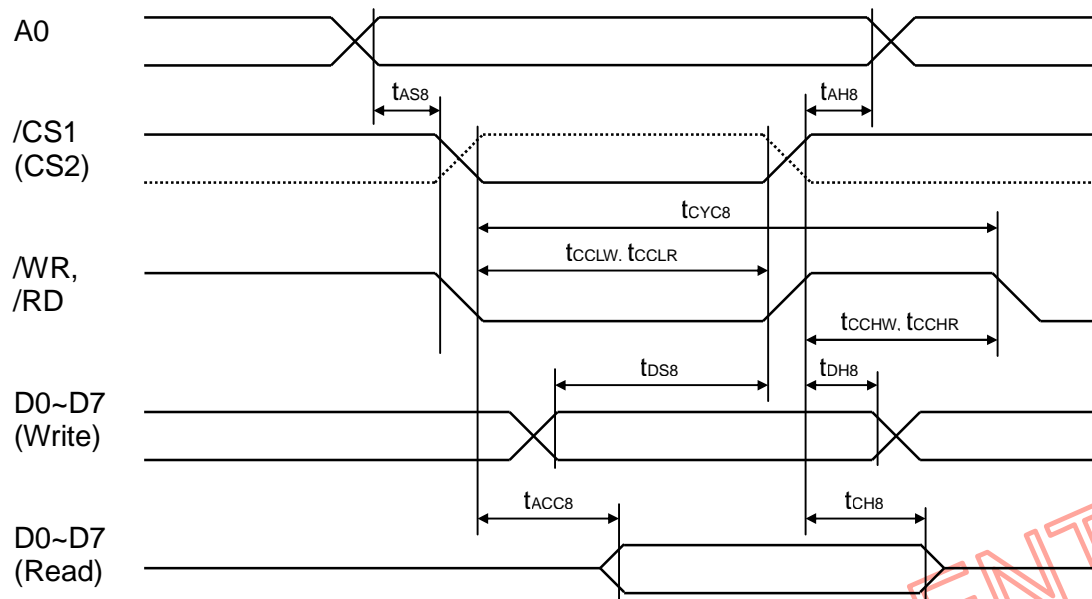 A0
tAS8
tAH8
/CS1
(CS2)
tCYC8
/WR,
/RD
tCCLW. tCCLR
tCCHW, tCCHR
tDS8
tDH8
D0~D7
(Write)
tACC8
tCH8
D0~D7
(Read)
ENT